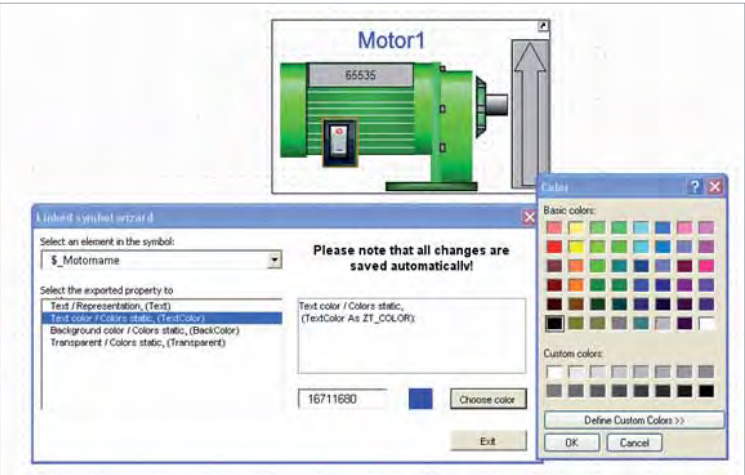 Motor1
65535
Color
Linked symbol wizard
Basic colors:
Select an element in the symbol:
$_Motorname
Please note that all changes are
saved automatically!
Select the exported property to
Text / Representation, (Text)
Text color / Colors static, (TextColor)
Background color / Colors static, (BackColor)
Transparent / Colors static, (Transparent)
Text color / Colors static,
(TextColor As ZT_COLOR):
16711680
Choose color
Exit
Custom colors:
Define Custom Colors >>
OK
Cancel